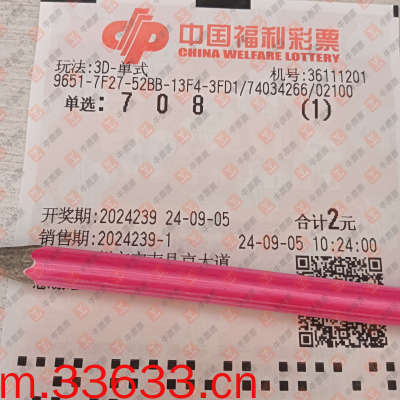 中国福利彩票
CHINA WELFARE LOTTERY
玩法:3D-单式 机号:36111201
9651-7F27-52BB-13F4-3FD1/74034266/02100
单选: 7 0 8 (1)
开奖期:2024239 24-09-05 合计2元
销售期:2024239-1 24-09-05 10:24:00
m.33633.cn